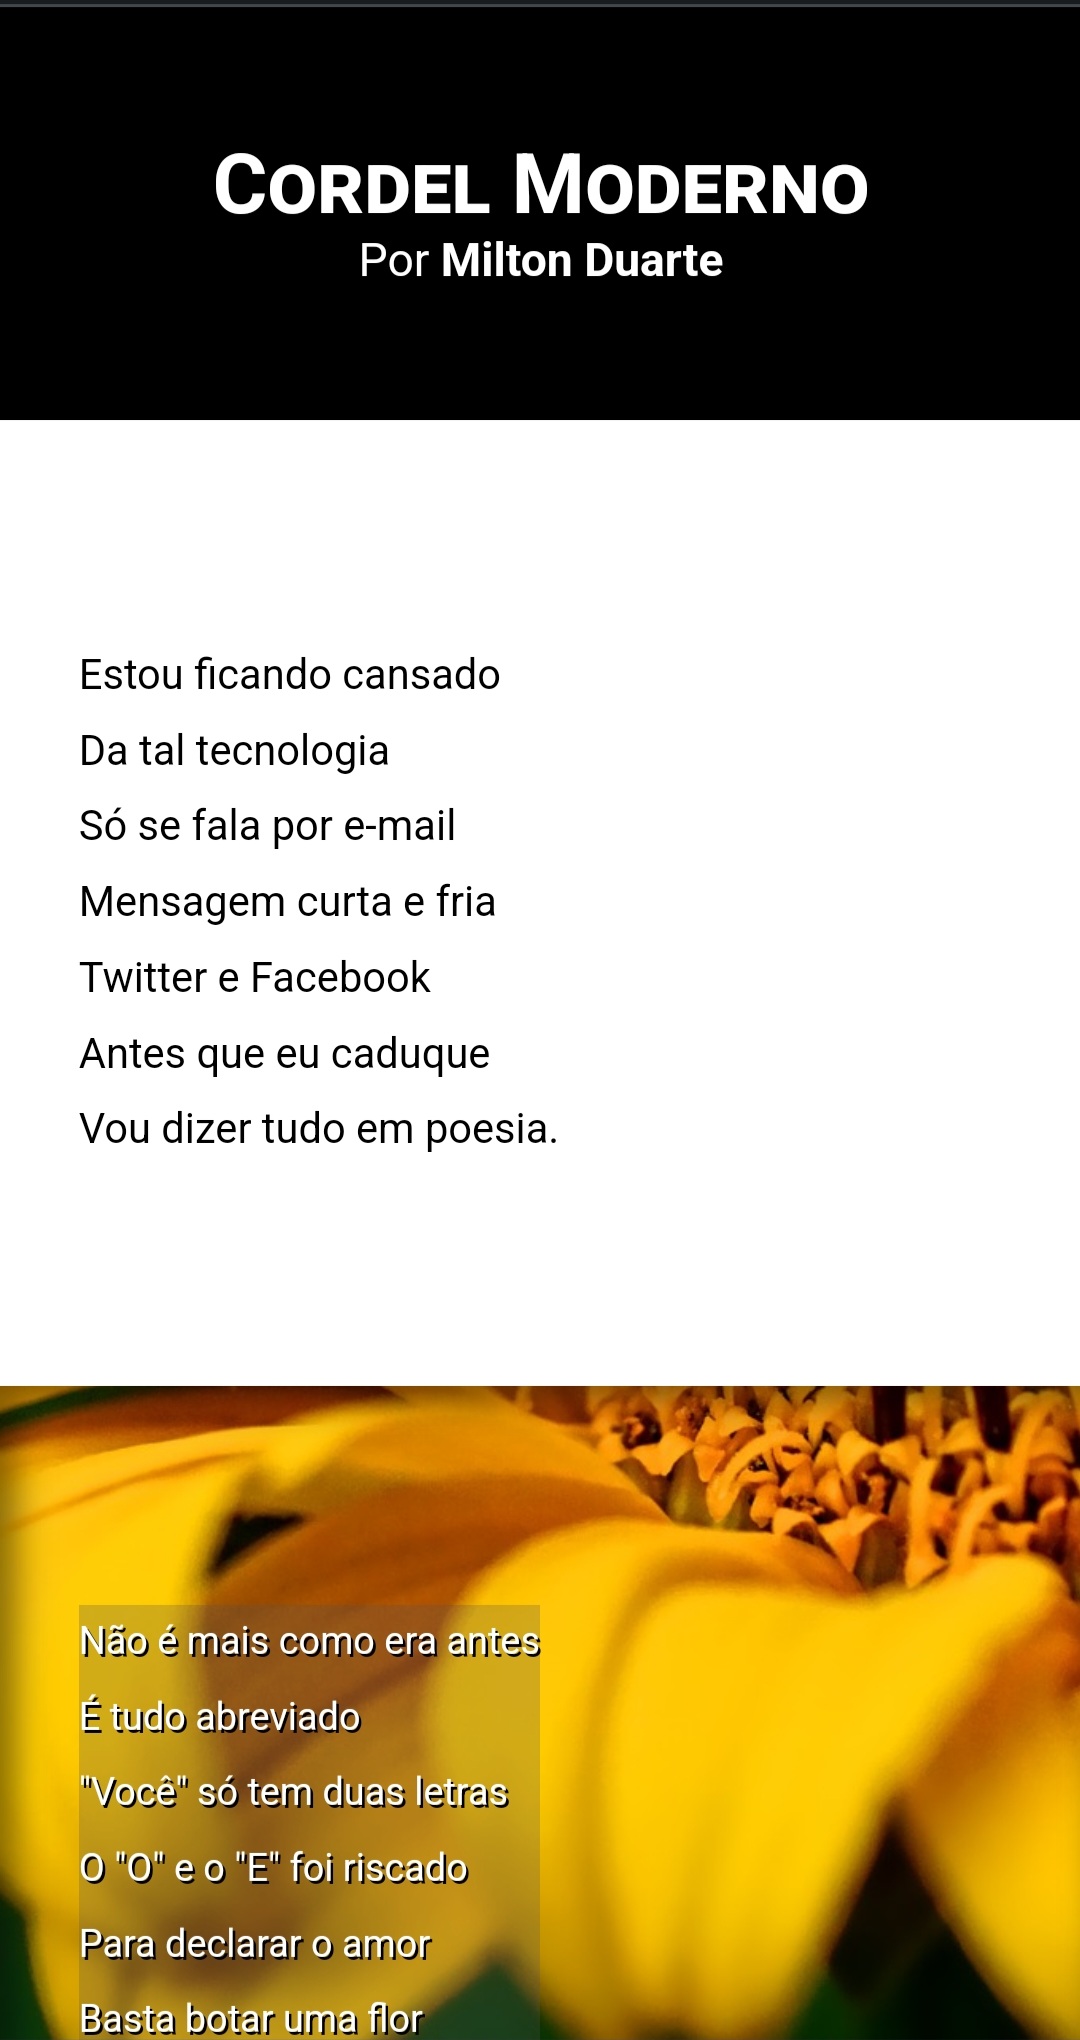 Cordel Moderno
Por Milton Duarte
Estou ficando cansado
Da tal tecnologia
Só se fala por e-mail
Mensagem curta e fria
Twitter e Facebook
Antes que eu caduque
Vou dizer tudo em poesia.
Não é mais como era antes
É tudo abreviado
"Você" só tem duas letras
O "O" e o "E" foi riscado
Para declarar o amor
Basta botar uma flor